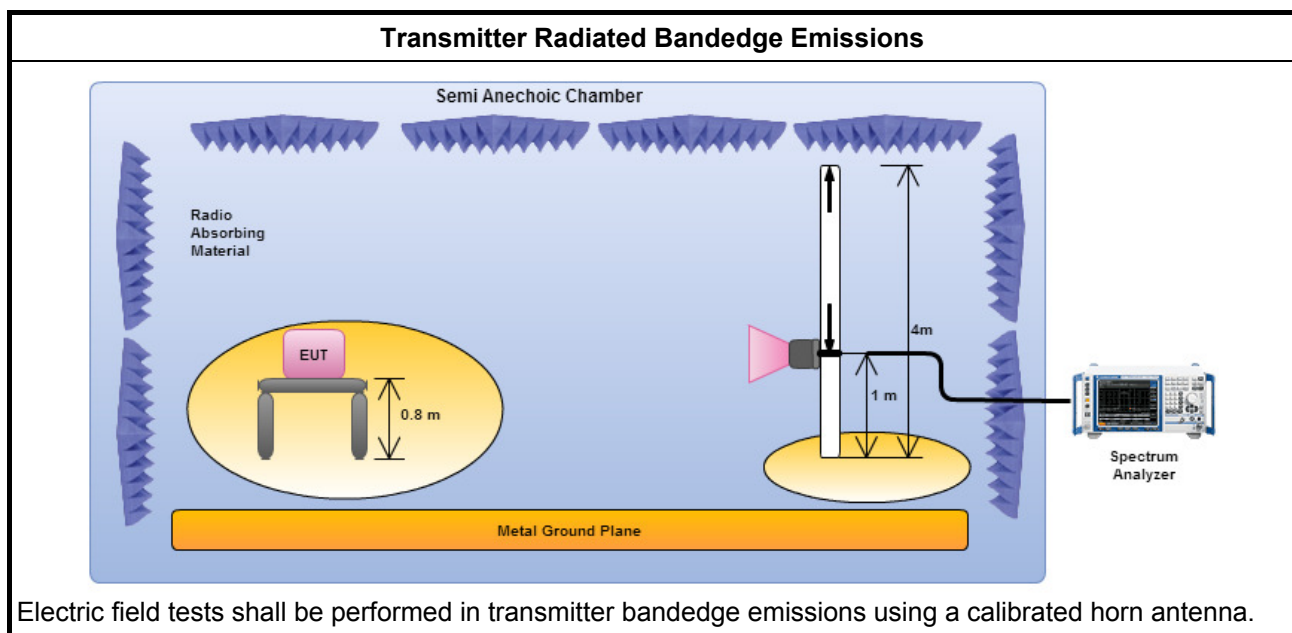 Transmitter Radiated Bandedge Emissions
Semi Anechoic Chamber
Radio
Absorbing
Material
EUT
0.8 m
4m
1 m
Spectrum
Analyzer
Metal Ground Plane
Electric field tests shall be performed in transmitter bandedge emissions using a calibrated horn antenna.